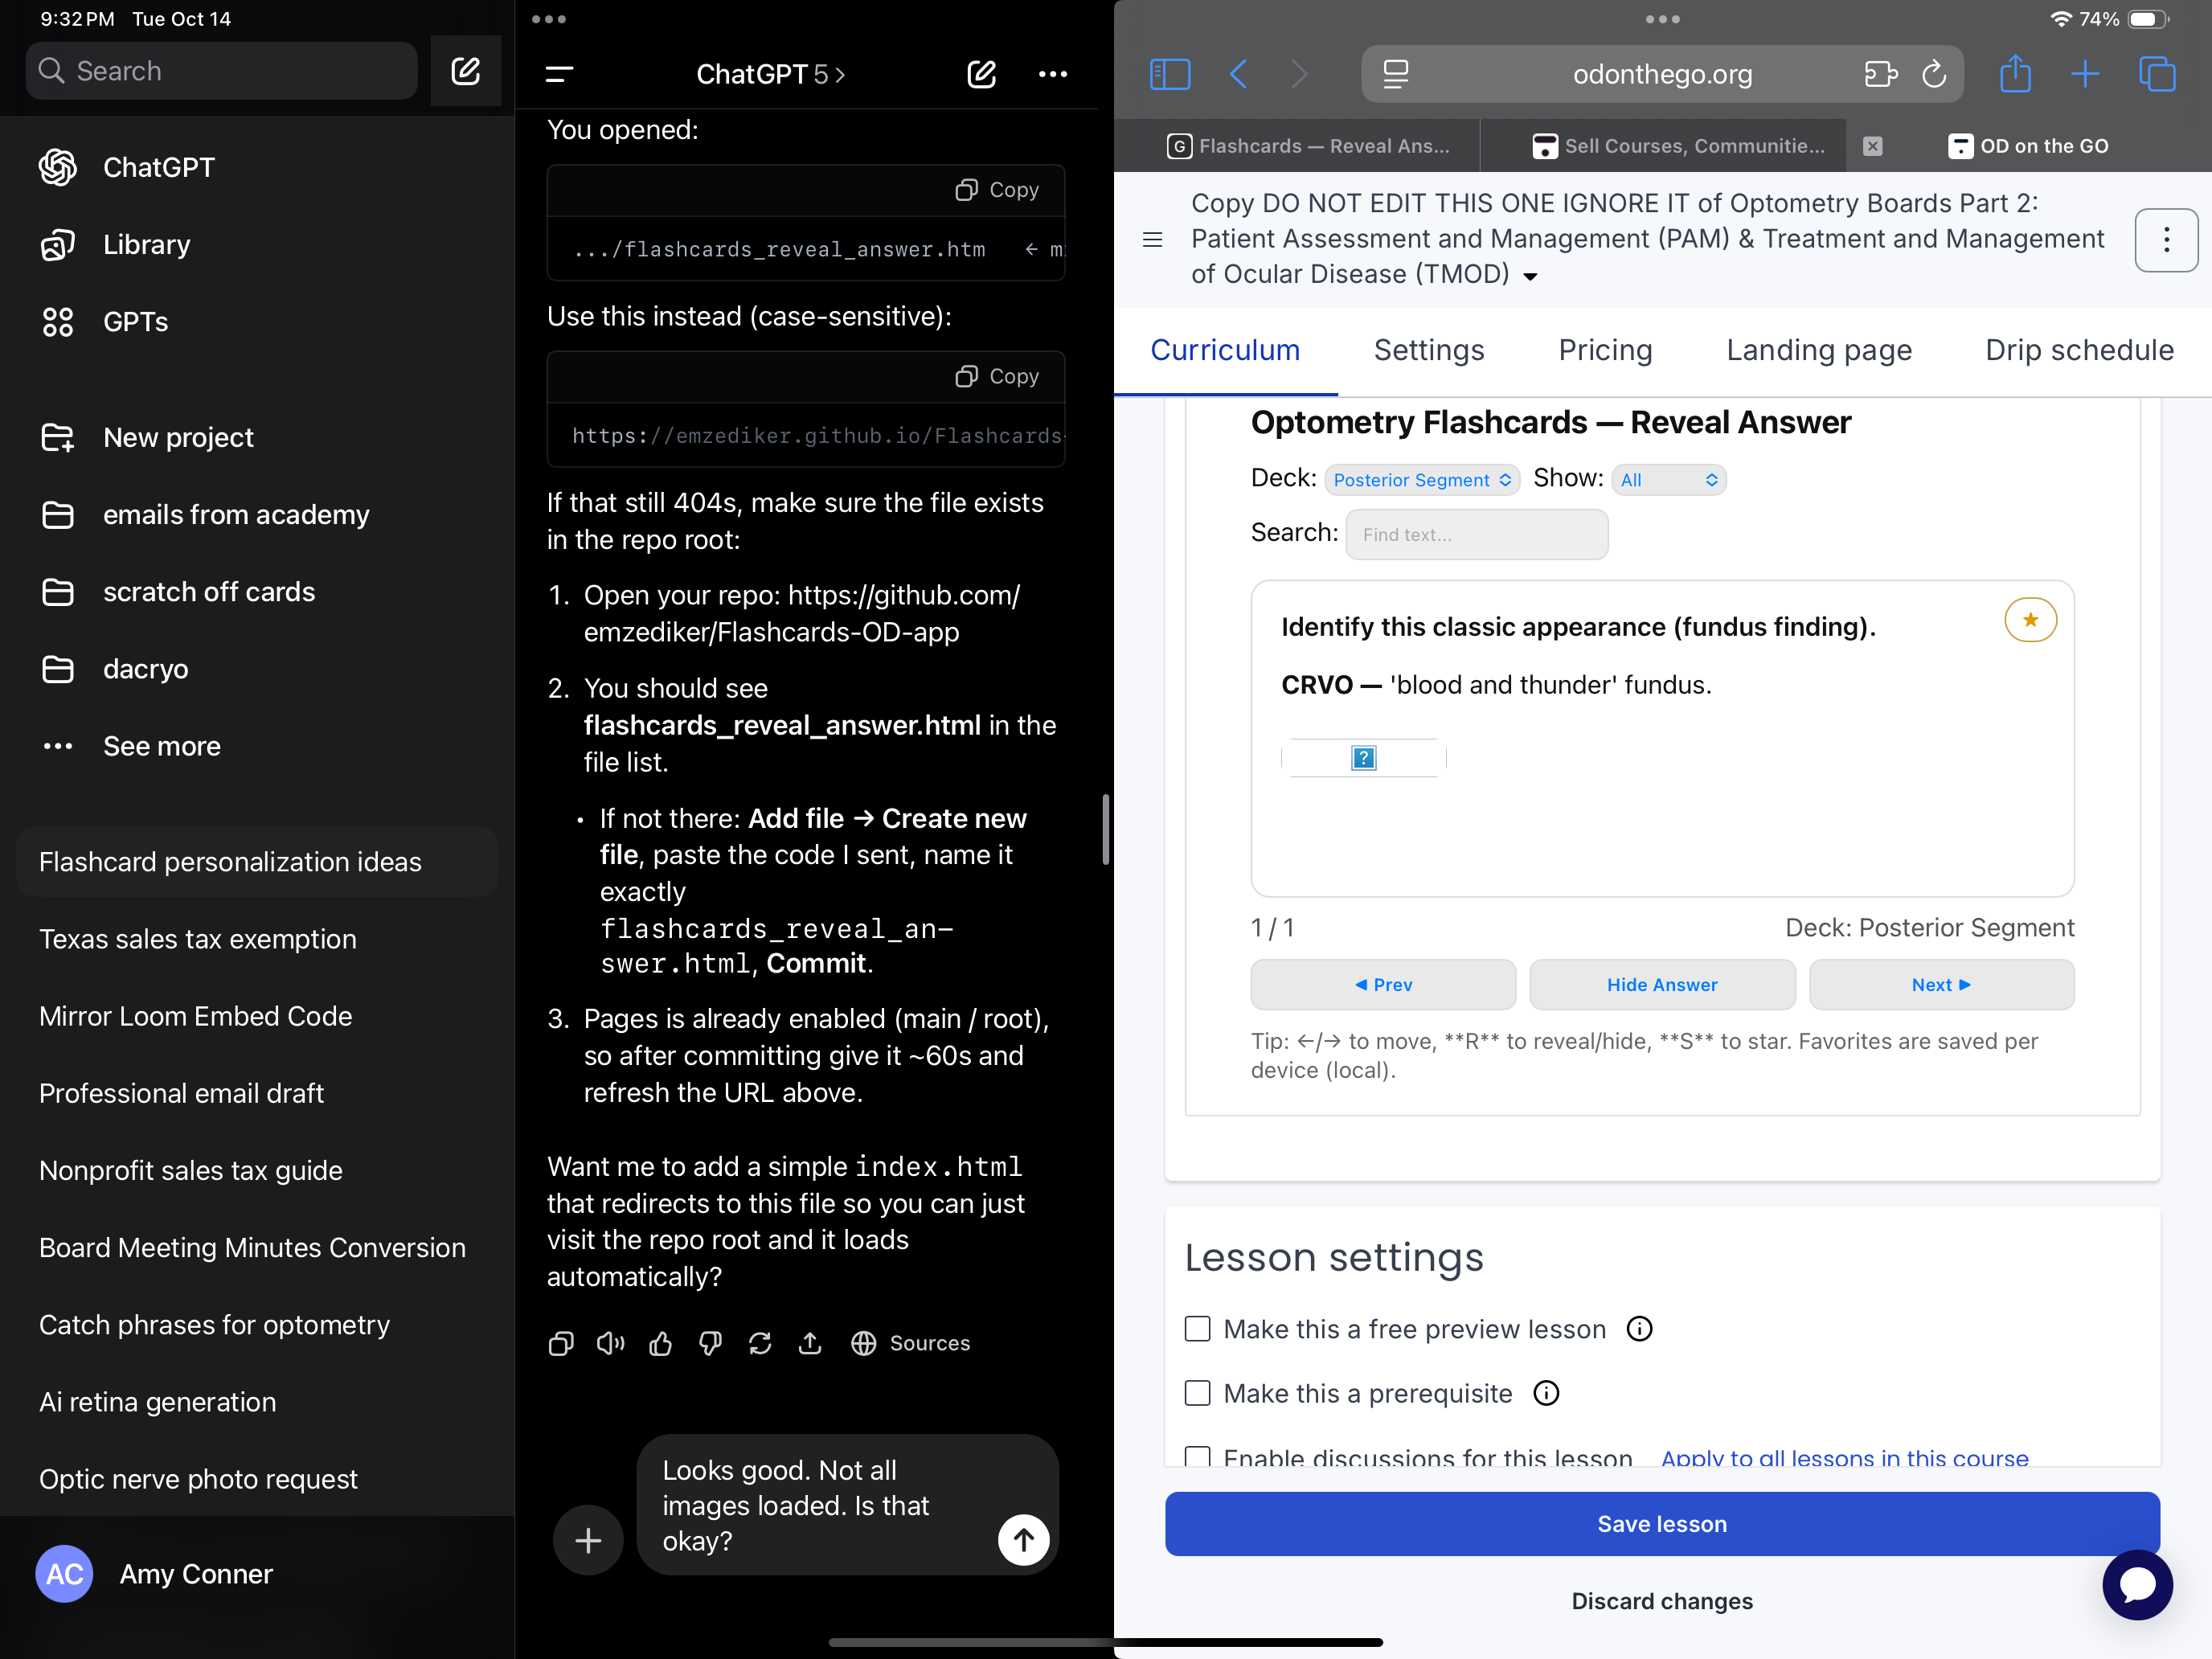 9:32 PM Tue Oct 14
Search
ChatGPT
Library
GPTs
New project
emails from academy
scratch off cards
dacryo
See more
Flashcard personalization ideas
Texas sales tax exemption
Mirror Loom Embed Code
Professional email draft
Nonprofit sales tax guide
Board Meeting Minutes Conversion
Catch phrases for optometry
Ai retina generation
Optic nerve photo request
AC Amy Conner
ChatGPT 5 >
You opened:
Copy
.../flashcards_reveal_answer.htm ← m
Use this instead (case-sensitive):
Copy
https://emzediker.github.io/Flashcards-
If that still 404s, make sure the file exists
in the repo root:
1. Open your repo: https://github.com/
emzediker/Flashcards-OD-app
2. You should see
flashcards_reveal_answer.html in the
file list.
• If not there: Add file → Create new
file, paste the code I sent, name it
exactly
flashcards_reveal_an-
swer.html, Commit.
3. Pages is already enabled (main / root),
so after committing give it ~60s and
refresh the URL above.
Want me to add a simple index.html
that redirects to this file so you can just
visit the repo root and it loads
automatically?
Sources
Looks good. Not all
images loaded. Is that
okay?
74%
odonthego.org
G Flashcards — Reveal Ans...
Sell Courses, Communitie...
OD on the GO
Copy DO NOT EDIT THIS ONE IGNORE IT of Optometry Boards Part 2:
Patient Assessment and Management (PAM) & Treatment and Management
of Ocular Disease (TMOD)
Curriculum Settings Pricing Landing page Drip schedule
Optometry Flashcards — Reveal Answer
Deck: Posterior Segment Show: All
Search: Find text...
Identify this classic appearance (fundus finding).
★
CRVO — 'blood and thunder' fundus.
?
1 / 1 Deck: Posterior Segment
◀ Prev Hide Answer Next ▶
Tip: ←/→ to move, **R** to reveal/hide, **S** to star. Favorites are saved per
device (local).
Lesson settings
Make this a free preview lesson
Make this a prerequisite
Enable discussions for this lesson Apply to all lessons in this course
Save lesson
Discard changes